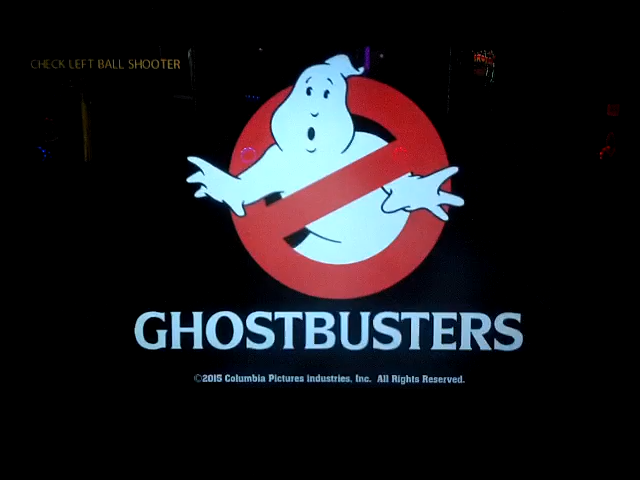 CHECK LEFT BALL SHOOTER
GHOSTBUSTERS
©2015 Columbia Pictures Industries, Inc. All Rights Reserved.